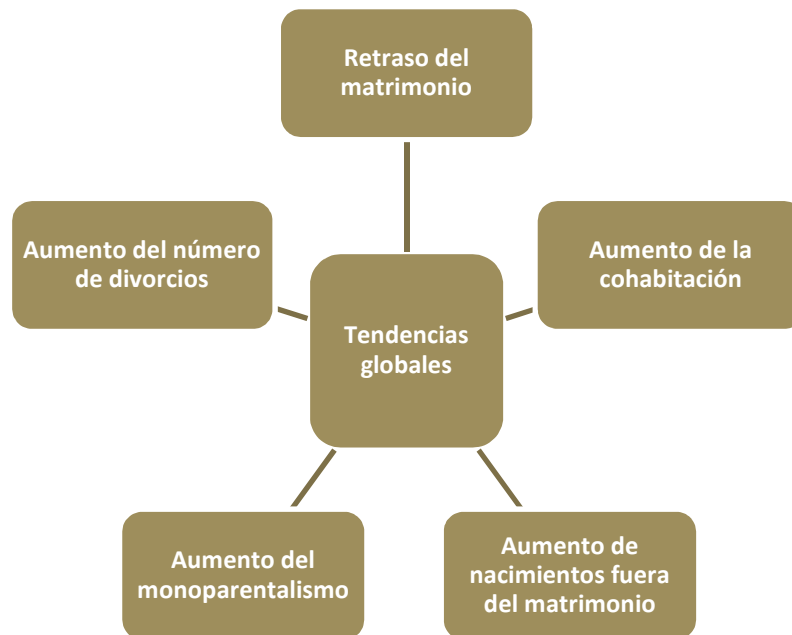 Retraso del
matrimonio
Aumento del número
de divorcios
Aumento de la
cohabitación
Tendencias
globales
Aumento del
monoparentalismo
Aumento de
nacimientos fuera
del matrimonio